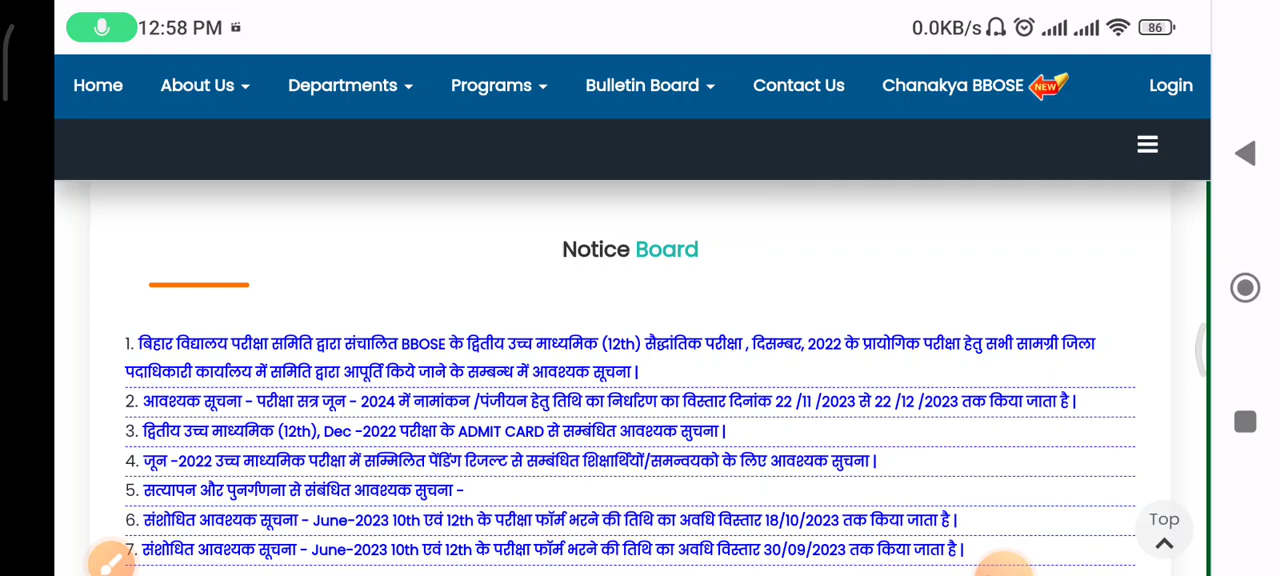 12:58 PM
0.0KB/s
86
Home About Us Departments Programs Bulletin Board Contact Us Chanakya BBOSE NEW Login
Notice Board
1. बिहार विद्यालय परीक्षा समिति द्वारा संचालित BBOSE के द्वितीय उच्च माध्यमिक (12th) सैद्धांतिक परीक्षा , दिसम्बर, 2022 के प्रायोगिक परीक्षा हेतु सभी सामग्री जिला
पदाधिकारी कार्यालय में समिति द्वारा आपूर्ति किये जाने के सम्बन्ध में आवश्यक सूचना |
2. आवश्यक सूचना - परीक्षा सत्र जून - 2024 में नामांकन /पंजीयन हेतु तिथि का निर्धारण का विस्तार दिनांक 22 /11 /2023 से 22 /12 /2023 तक किया जाता है |
3. द्वितीय उच्च माध्यमिक (12th), Dec -2022 परीक्षा के ADMIT CARD से सम्बंधित आवश्यक सुचना |
4. जून -2022 उच्च माध्यमिक परीक्षा में सम्मिलित पेंडिंग रिजल्ट से सम्बंधित शिक्षार्थियों/समन्वयको के लिए आवश्यक सूचना |
5. सत्यापन और पुनर्गणना से संबंधित आवश्यक सुचना -
6. संशोधित आवश्यक सूचना - June-2023 10th एवं 12th के परीक्षा फॉर्म भरने की तिथि का अवधि विस्तार 18/10/2023 तक किया जाता है |
7. संशोधित आवश्यक सूचना - June-2023 10th एवं 12th के परीक्षा फॉर्म भरने की तिथि का अवधि विस्तार 30/09/2023 तक किया जाता है |
Top